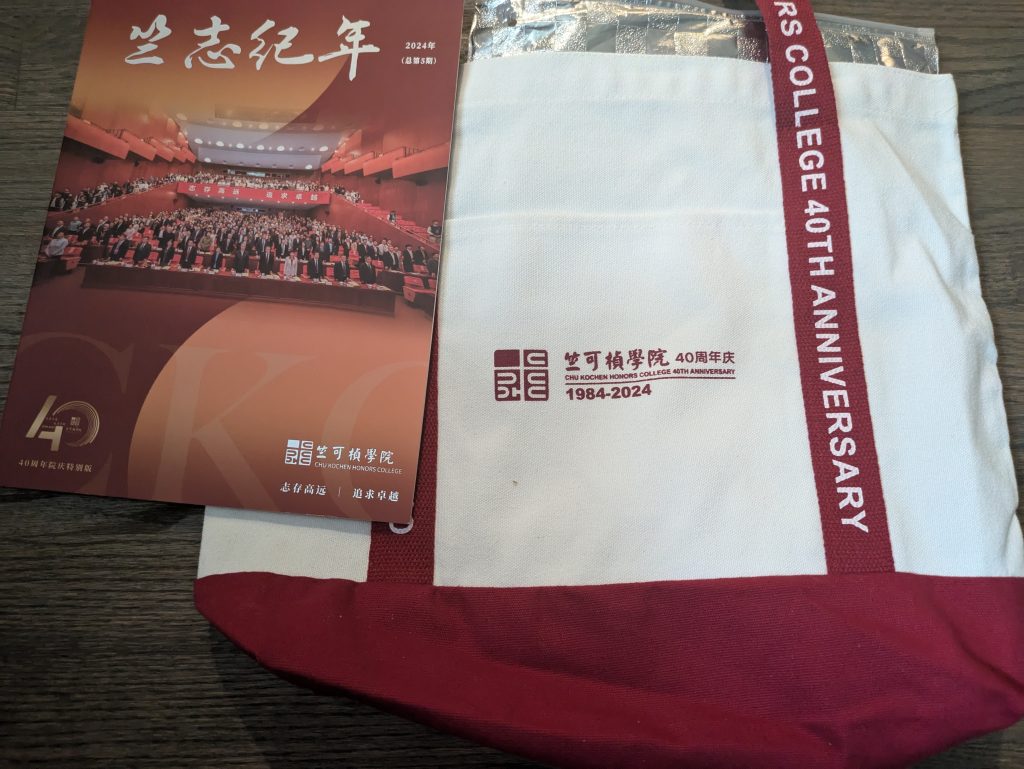 竺志纪年
2024年
(总第5期)
志存高远 追求卓越
CKC
40
40周年院庆特别版
竺可楨學院
CHU KOCHEN HONORS COLLEGE
志存高远 | 追求卓越
竺可楨學院 40周年庆
CHU KOCHEN HONORS COLLEGE 40TH ANNIVERSARY
1984-2024
RS COLLEGE 40TH ANNIVERSARY